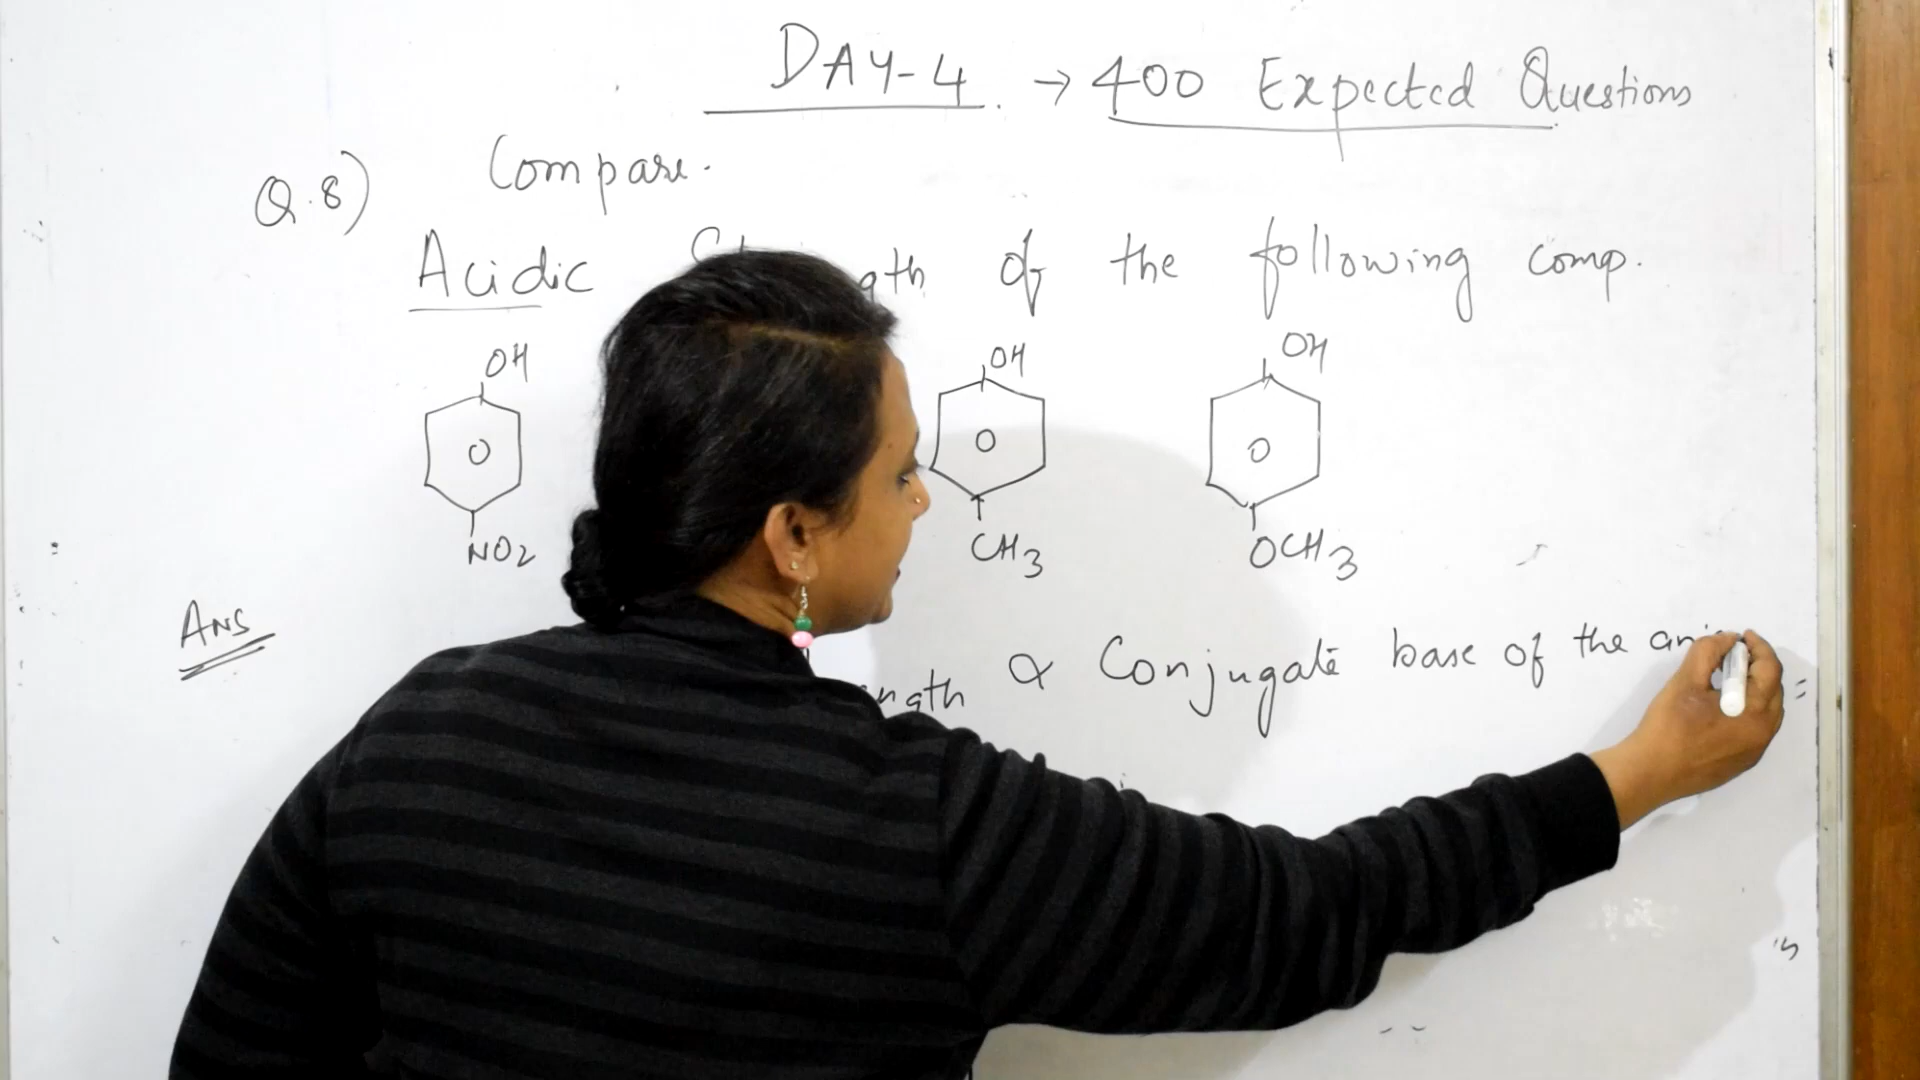 DAY-4 → 400 Expected Questions
Q.8) Compare.
Acidic of the following comp.
OH OH OH
NO2 CH3 OCH3
Ans
∝ Conjugate base of the